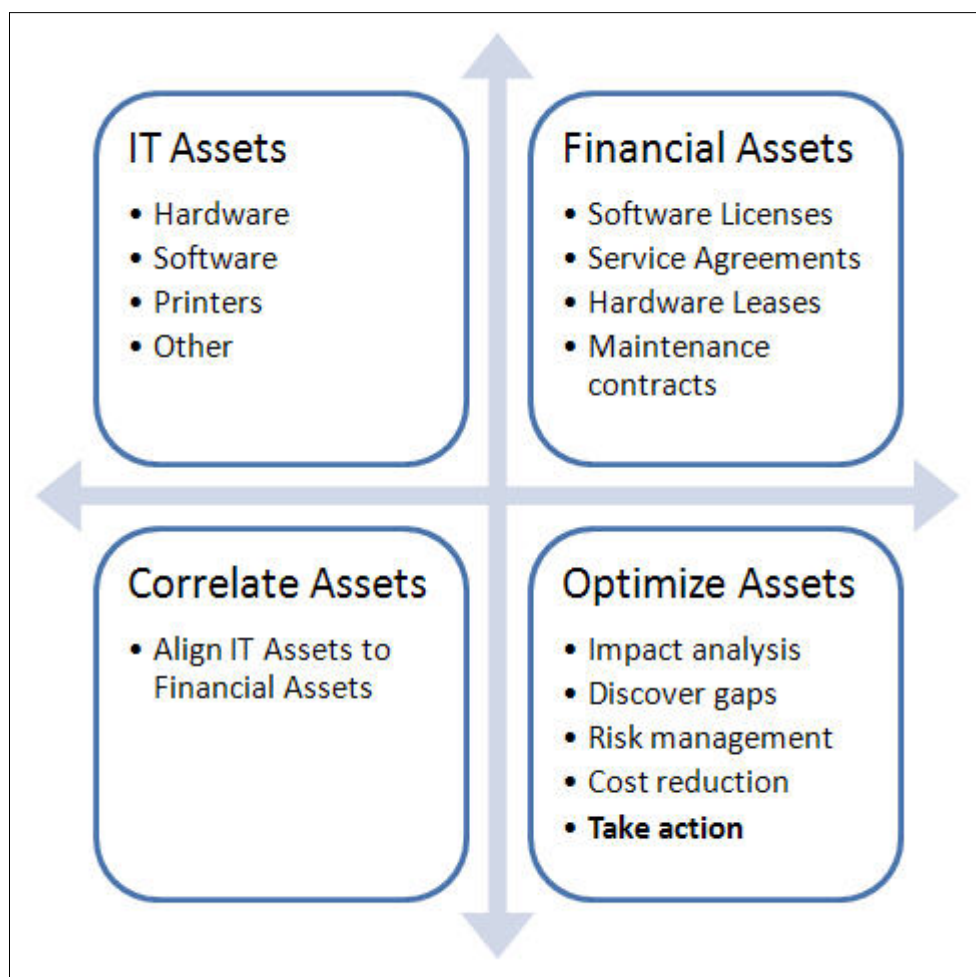 IT Assets
• Hardware
• Software
• Printers
• Other
Financial Assets
• Software Licenses
• Service Agreements
• Hardware Leases
• Maintenance
contracts
Correlate Assets
• Align IT Assets to
Financial Assets
Optimize Assets
• Impact analysis
• Discover gaps
• Risk management
• Cost reduction
• Take action